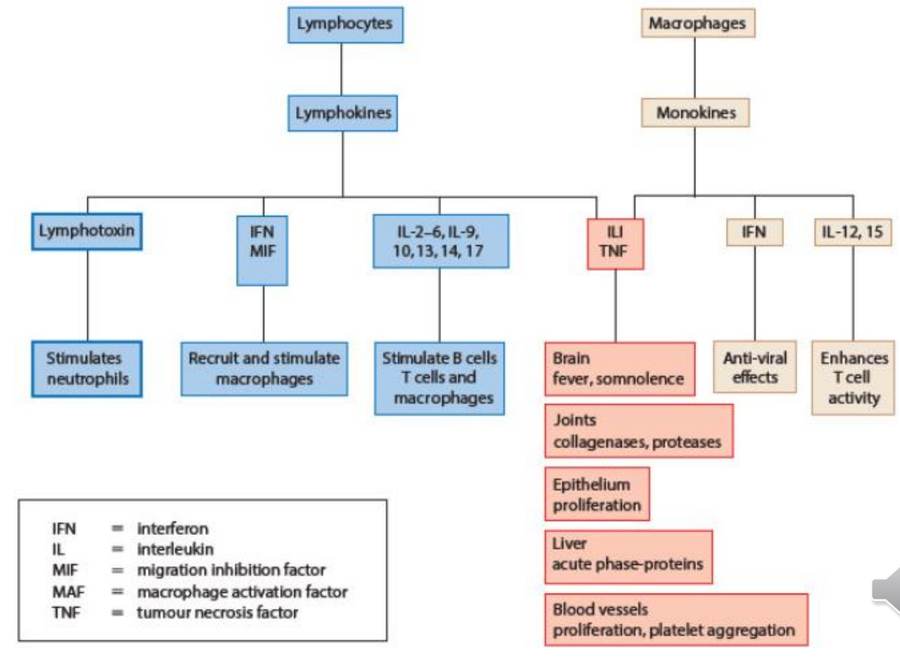 Lymphocytes
Macrophages
Lymphokines
Monokines
Lymphotoxin
IFN
MIF
IL-2-6, IL-9,
10,13, 14, 17
ILI
TNF
IFN
IL-12, 15
Stimulates
neutrophils
Recruit and stimulate
macrophages
Stimulate B cells
T cells and
macrophages
Brain
fever, somnolence
Anti-viral
effects
Enhances
T cell
activity
Joints
collagenases, proteases
Epithelium
proliferation
Liver
acute phase-proteins
Blood vessels
proliferation, platelet aggregation
IFN = interferon
IL = interleukin
MIF = migration inhibition factor
MAF = macrophage activation factor
TNF = tumour necrosis factor